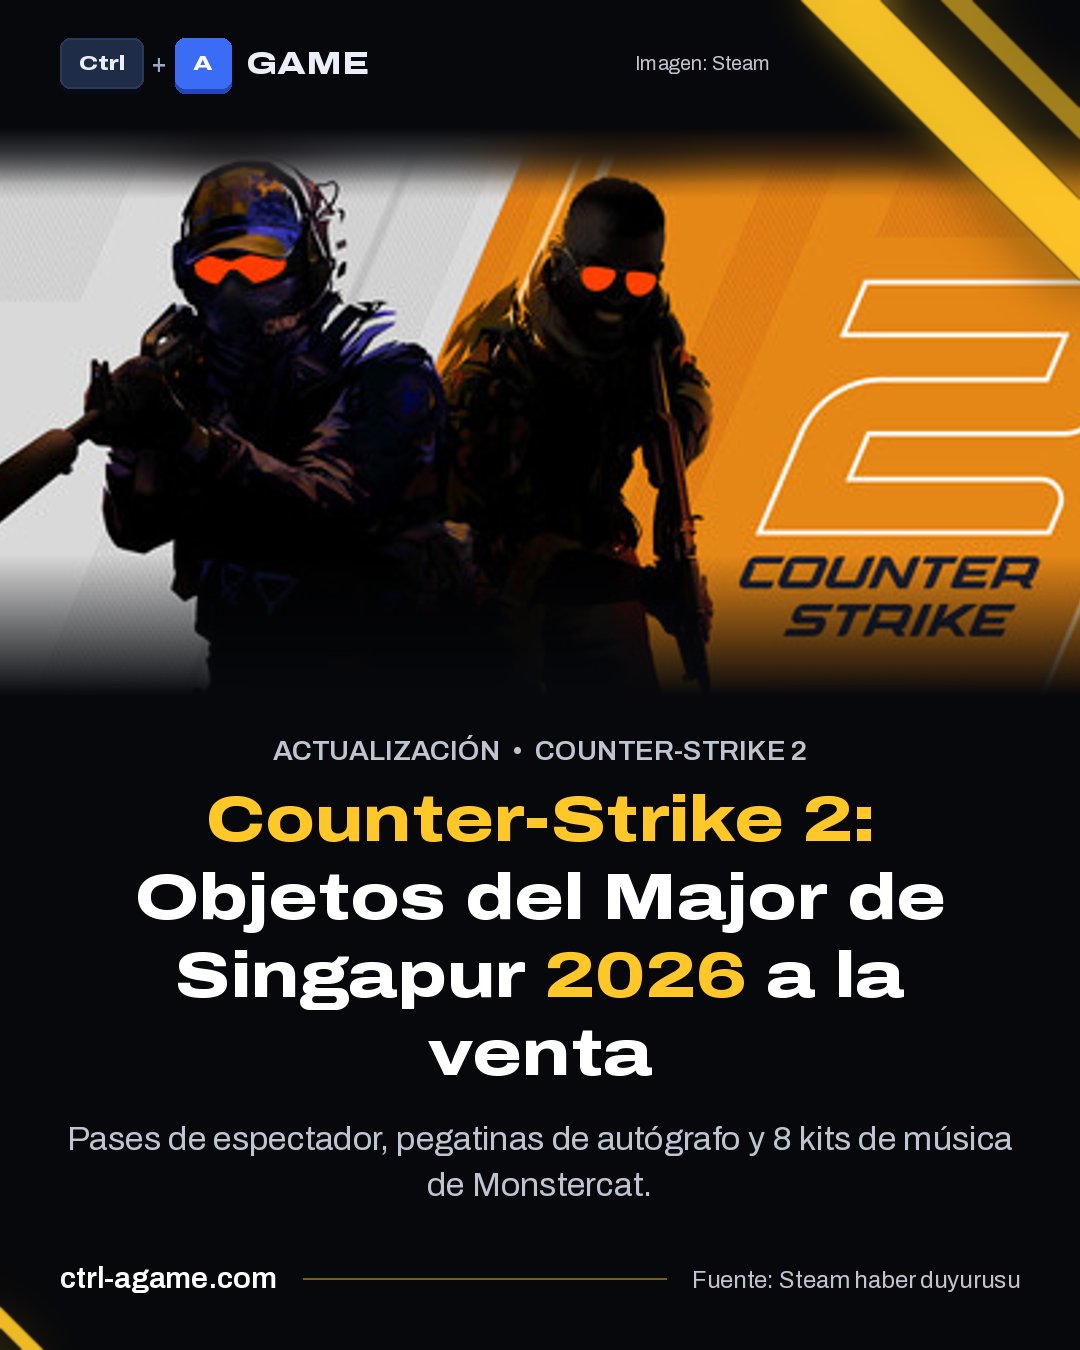 Ctrl + A GAME
Imagen: Steam
2
COUNTER
STRIKE
ACTUALIZACIÓN • COUNTER-STRIKE 2
Counter-Strike 2:
Objetos del Major de
Singapur 2026 a la
venta
Pases de espectador, pegatinas de autógrafo y 8 kits de música
de Monstercat.
ctrl-agame.com
Fuente: Steam haber duyurusu